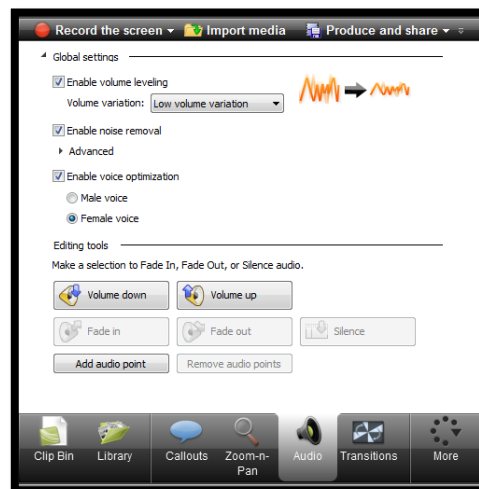 Record the screen Import media Produce and share
Global settings
Enable volume leveling
Volume variation: Low volume variation
Enable noise removal
Advanced
Enable voice optimization
Male voice
Female voice
Editing tools
Make a selection to Fade In, Fade Out, or Silence audio.
Volume down Volume up
Fade in Fade out Silence
Add audio point Remove audio points
Clip Bin Library Callouts Zoom-n- Audio Transitions More
Pan